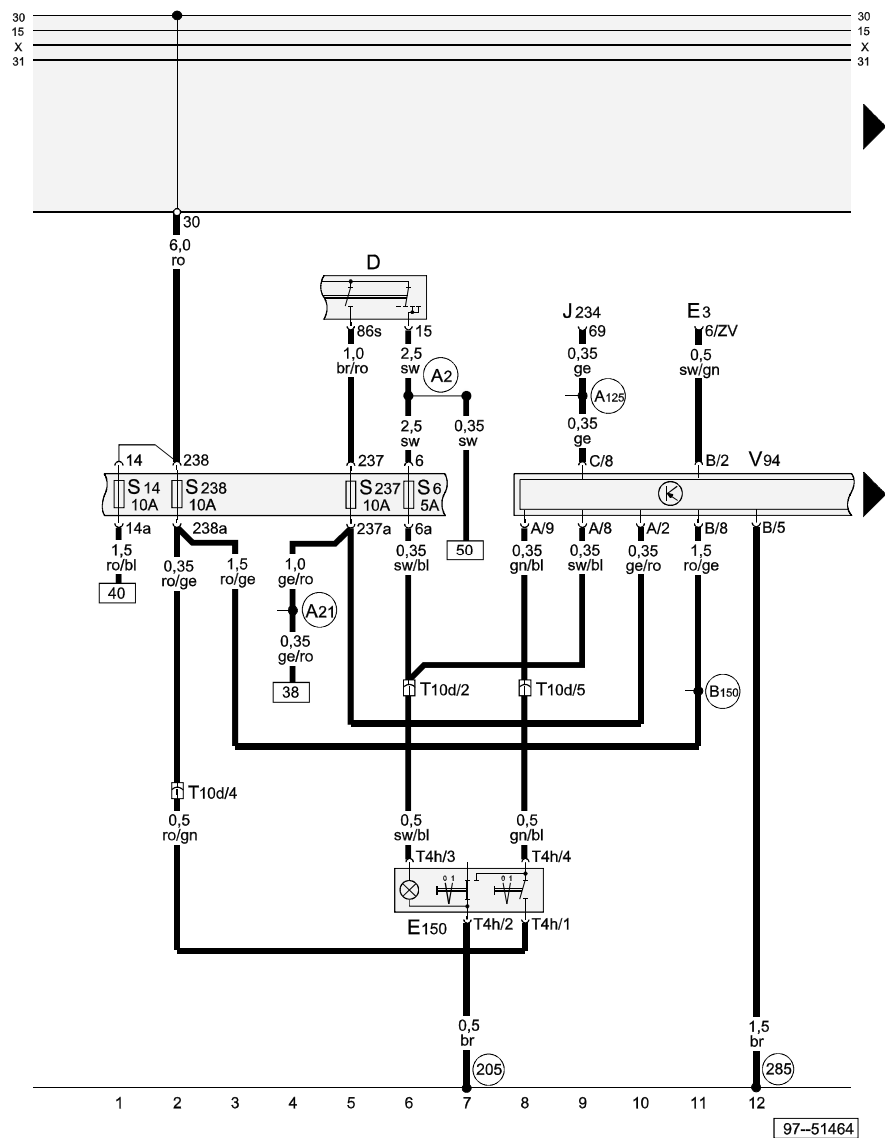 30 30
15 15
X X
31 31
30
6,0
ro
D
J 234 E 3
86s 15 69 6/ZV
1,0 2,5 0,35 0,5
br/ro sw ge sw/gn
A2 A125
2,5 0,35 0,35
sw sw ge
14 238 237 6 C/8 B/2 V 94
S 14 S 238 S 237 S 6
10A 10A 10A 5A
14a 238a 237a 6a A/9 A/8 A/2 B/8 B/5
1,5 0,35 1,5 1,0 0,35 50 0,35 0,35 0,35 1,5
ro/bl ro/ge ro/ge ge/ro sw/bl gn/bl sw/bl ge/ro ro/ge
40
A21
0,35
ge/ro
38 T10d/2 T10d/5 B150
T10d/4
0,5 0,5 0,5
ro/gn sw/bl gn/bl
T4h/3 T4h/4
0 1 0 1
E150 T4h/2 T4h/1
0,5 1,5
br br
205 285
1 2 3 4 5 6 7 8 9 10 11 12
97--51464